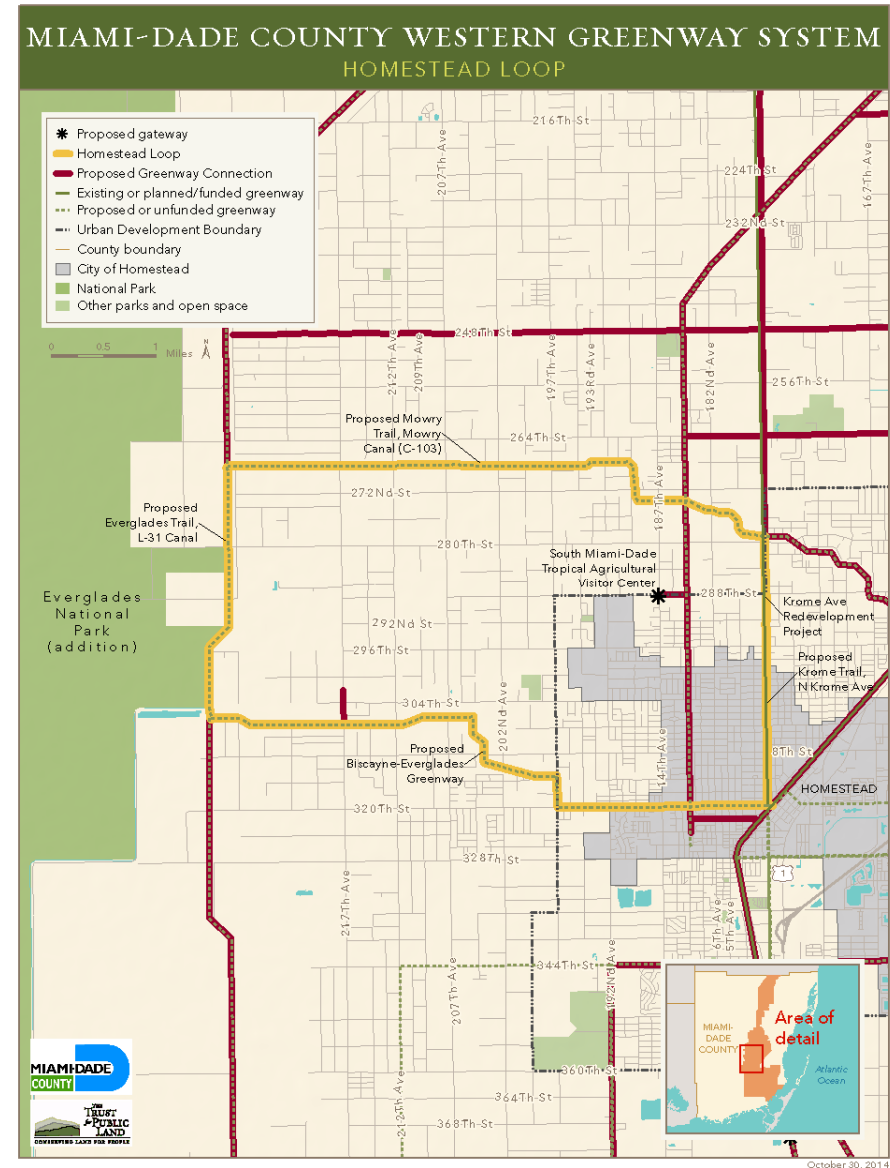 MIAMI-DADE COUNTY WESTERN GREENWAY SYSTEM
HOMESTEAD LOOP
Proposed gateway
Homestead Loop
Proposed Greenway Connection
Existing or planned/funded greenway
Proposed or unfunded greenway
Urban Development Boundary
County boundary
City of Homestead
National Park
Other parks and open space
0 0.5 1 Miles
N
216Th St
207Th Ave
224Th St
167Th Ave
232Nd St
248Th St
212Th Ave
209Th Ave
197Th Ave
193Rd Ave
182Nd Ave
256Th St
Proposed Mowry
Trail, Mowry
Canal (C-103)
264Th St
272Nd St
187Th Ave
Proposed
Everglades Trail,
L-31 Canal
280Th St
South Miami-Dade
Tropical Agricultural
Visitor Center
288Th St
Everglades
National
Park
(addition)
Krome Ave
Redevelopment
Project
292Nd St
296Th St
Proposed
Krome Trail,
N Krome Ave
304Th St
202Nd Ave
14Th Ave
8Th St
Proposed
Biscayne-Everglades
Greenway
HOMESTEAD
320Th St
328Th St
1
217Th Ave
6Th Ave
5Th Ave
344Th St
207Th Ave
192Nd Ave
360Th St
212Th Ave
364Th St
368Th St
MIAMI-
DADE
COUNTY
Area of
detail
Atlantic
Ocean
MIAMI-DADE
COUNTY
THE
TRUST
for PUBLIC
LAND
CONSERVING LAND FOR PEOPLE
October 30, 2014